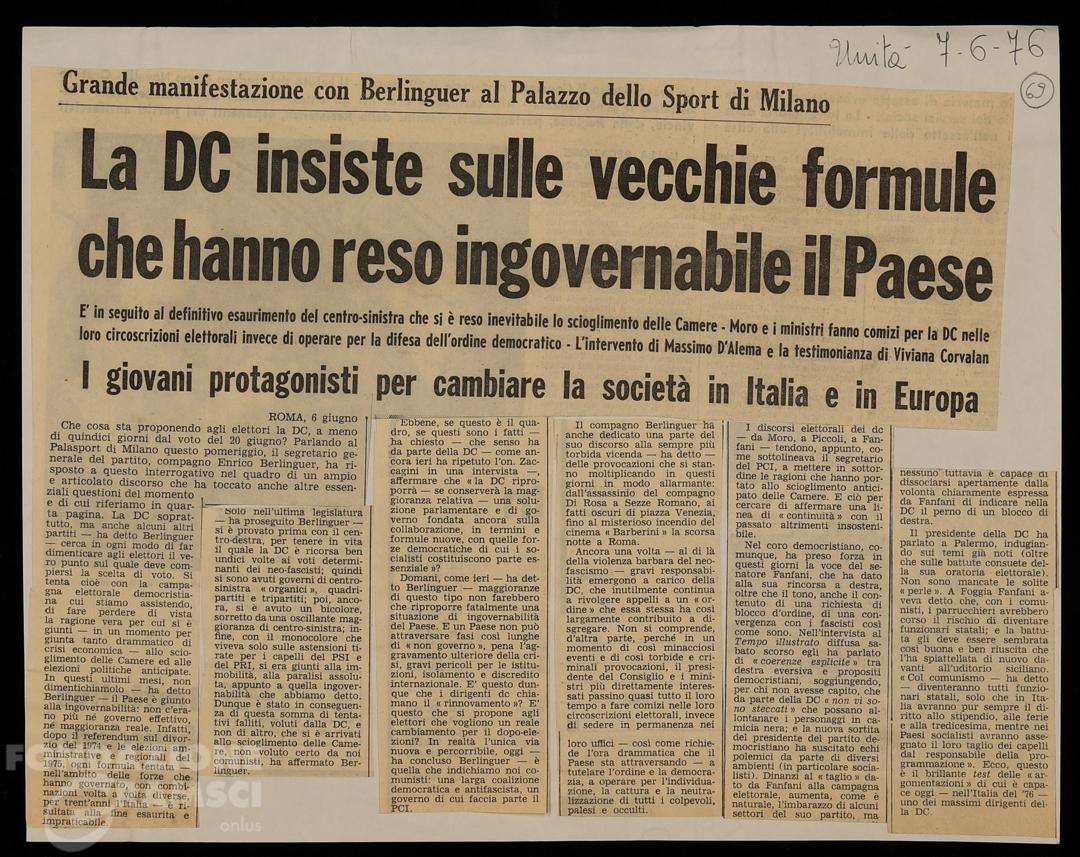 Unità 7-6-76
69
Grande manifestazione con Berlinguer al Palazzo dello Sport di Milano
La DC insiste sulle vecchie formule
che hanno reso ingovernabile il Paese
E' in seguito al definitivo esaurimento del centro-sinistra che si è reso inevitabile lo scioglimento delle Camere - Moro e i ministri fanno comizi per la DC nelle
loro circoscrizioni elettorali invece di operare per la difesa dell'ordine democratico - L'intervento di Massimo D'Alema e la testimonianza di Viviana Corvalan
I giovani protagonisti per cambiare la società in Italia e in Europa
ROMA, 6 giugno
Che cosa sta proponendo agli elettori la DC, a meno
di quindici giorni dal voto del 20 giugno? Parlando al
Palasport di Milano questo pomeriggio, il segretario ge-
nerale del partito, compagno Enrico Berlinguer, ha ri-
sposto a questo interrogativo nel quadro di un ampio
e articolato discorso che ha toccato anche altre essen-
ziali questioni del momento
e di cui riferiamo in quar-
ta pagina. La DC soprat-
tutto, ma anche alcuni altri
partiti — ha detto Berlinguer
— cerca in ogni modo di far
dimenticare agli elettori il ve-
ro punto sul quale deve com-
piersi la scelta di voto. Si
tenta cioè con la campa-
gna elettorale democristia-
na cui stiamo assistendo,
di fare perdere di vista
la ragione vera per cui si è
giunti — in un momento per
giunta tanto drammatico di
crisi economica — allo scio-
glimento delle Camere ed alle
elezioni politiche anticipate.
In questi ultimi mesi, non
dimentichiamolo — ha detto
Berlinguer — il Paese è giunto
alla ingovernabilità: non c'era-
no più né governo effettivo,
né maggioranza reale. Infatti,
dopo il referendum sul divor-
zio del 1974 e le elezioni am-
ministrative e regionali del
1975, ogni formula tentata
nell'ambito delle forze che
hanno governato, con combi-
nazioni volta a volta diverse,
per trent'anni l'Italia — è ri-
sultata alla fine esaurita e
impraticabile.
Solo nell'ultima legislatura
— ha proseguito Berlinguer —
si è provato prima con il cen-
tro-destra, per tenere in vita
il quale la DC è ricorsa ben
undici volte ai voti determi-
nanti dei neo-fascisti; quindi
si sono avuti governi di centro-
sinistra « organici », quadri-
partiti e tripartiti; poi, anco-
ra, si è avuto un bicolore,
sorretto da una oscillante mag-
gioranza di centro-sinistra; in-
fine, con il monocolore che
viveva solo sulle astensioni ti-
rate per i capelli del PSI e
del PRI, si era giunti alla im-
mobilità, alla paralisi assolu-
ta, appunto a quella ingover-
nabilità che abbiamo detto.
Dunque è stato in conseguen-
za di questa somma di tenta-
tivi falliti, voluti dalla DC, e
non di altro, che si è arrivati
allo scioglimento delle Came-
re, non voluto certo da noi
comunisti, ha affermato Ber-
linguer.
Ebbene, se questo è il qua-
dro, se questi sono i fatti —
ha chiesto — che senso ha
da parte della DC — come an-
cora ieri ha ripetuto l'on. Zac-
cagnini in una intervista —,
affermare che « la DC ripro-
porrà — se conserverà la mag-
gioranza relativa: una solu-
zione parlamentare e di go-
verno fondata ancora sulla
collaborazione, in termini e
formule nuove, con quelle for-
ze democratiche di cui i so-
cialisti costituiscono parte es-
senziale »?
Domani, come ieri — ha det-
to Berlinguer — maggioranze
di questo tipo non farebbero
che riproporre fatalmente una
situazione di ingovernabilità
del Paese. E un Paese non può
attraversare fasi così lunghe
di « non governo », pena l'ag-
gravamento ulteriore della cri-
si, gravi pericoli per le istitu-
zioni, isolamento e discredito
internazionale. E' questo dun-
que che i dirigenti dc chia-
mano il « rinnovamento »? E'
questo che si propone agli
elettori che vogliono un reale
cambiamento per il dopo-ele-
zioni? In realtà l'unica via
nuova e percorribile, oggi —
ha concluso Berlinguer — è
quella che indichiamo noi co-
munisti: una larga coalizione
democratica e antifascista, un
governo di cui faccia parte il
PCI.
Il compagno Berlinguer ha
anche dedicato una parte del
suo discorso alla sempre più
torbida vicenda — ha detto —
delle provocazioni che si stan-
no moltiplicando in questi
giorni in modo allarmante:
dall'assassinio del compagno
Di Rosa a Sezze Romano, ai
fatti oscuri di piazza Venezia,
fino al misterioso incendio del
cinema « Barberini » la scorsa
notte a Roma.
Ancora una volta — al di là
della violenza barbara del neo-
fascismo — gravi responsabi-
lità emergono a carico della
DC, che inutilmente continua
a rivolgere appelli a un « or-
dine » che essa stessa ha così
largamente contribuito a di-
sgregare. Non si comprende,
d'altra parte, perché in un
momento di così minacciosi
eventi e di così torbide e cri-
minali provocazioni, il presi-
dente del Consiglio e i mini-
stri più direttamente interes-
sati passino quasi tutto il loro
tempo a fare comizi nelle loro
circoscrizioni elettorali, invece
di sedere in permanenza nei
loro uffici — così come richie-
de l'ora drammatica che il
Paese sta attraversando — a
tutelare l'ordine e la democra-
zia, a operare per l'individua-
zione, la cattura e la neutra-
lizzazione di tutti i colpevoli,
palesi e occulti.
I discorsi elettorali dei dc
— da Moro, a Piccoli, a Fan-
fani — tendono, appunto, co-
me sottolineava il segretario
del PCI, a mettere in sottor-
dine le ragioni che hanno por-
tato allo scioglimento antici-
pato delle Camere. E ciò per
cercare di affermare una li-
nea di « continuità » con il
passato altrimenti insosteni-
bile.
Nel coro democristiano, co-
munque, ha preso forza in
questi giorni la voce del se-
natore Fanfani, che ha dato
alla sua rincorsa a destra,
oltre che il tono, anche il con-
tenuto di una richiesta di
blocco d'ordine, di una con-
vergenza con i fascisti così
come sono. Nell'intervista al
Tempo illustrato diffusa sa-
bato scorso egli ha parlato
di « coerenze esplicite » tra
destra eversiva e propositi
democristiani, soggiungendo,
per chi non avesse capito, che
da parte della DC « non vi so-
no steccati » che possano al-
lontanare i personaggi in ca-
micia nera; e la nuova sortita
del presidente del partito de-
mocristiano ha suscitato echi
polemici da parte di diversi
ambienti (in particolare socia-
listi). Dinanzi al « taglio » da-
to da Fanfani alla campagna
elettorale, aumenta, come è
naturale, l'imbarazzo di alcuni
settori del suo partito, ma
nessuno tuttavia è capace di
dissociarsi apertamente dalla
volontà chiaramente espressa
da Fanfani di indicare nella
DC il perno di un blocco di
destra.
Il presidente della DC ha
parlato a Palermo, indugian-
do sui temi già noti (oltre
che sulle battute consuete del-
la sua oratoria elettorale).
Non sono mancate le solite
« perle ». A Foggia Fanfani a-
veva detto che, con i comu-
nisti, i parrucchieri avrebbero
corso il rischio di diventare
funzionari statali; e la battu-
ta gli deve essere sembrata
così buona e ben riuscita che
l'ha spiattellata di nuovo da-
vanti all'uditorio siciliano.
« Col comunismo — ha detto
— diventeranno tutti funzio-
nari statali, solo che in Ita-
lia avranno pur sempre il di-
ritto allo stipendio, alle ferie
e alla tredicesima, mentre nei
Paesi socialisti avranno asse-
gnato il loro taglio dei capelli
dal responsabile della pro-
grammazione ». Ecco, questo
è il brillante test delle « ar-
gomentazioni » di cui è capa-
ce oggi — nell'Italia del '76 —
uno dei massimi dirigenti del-
la DC.
onlus